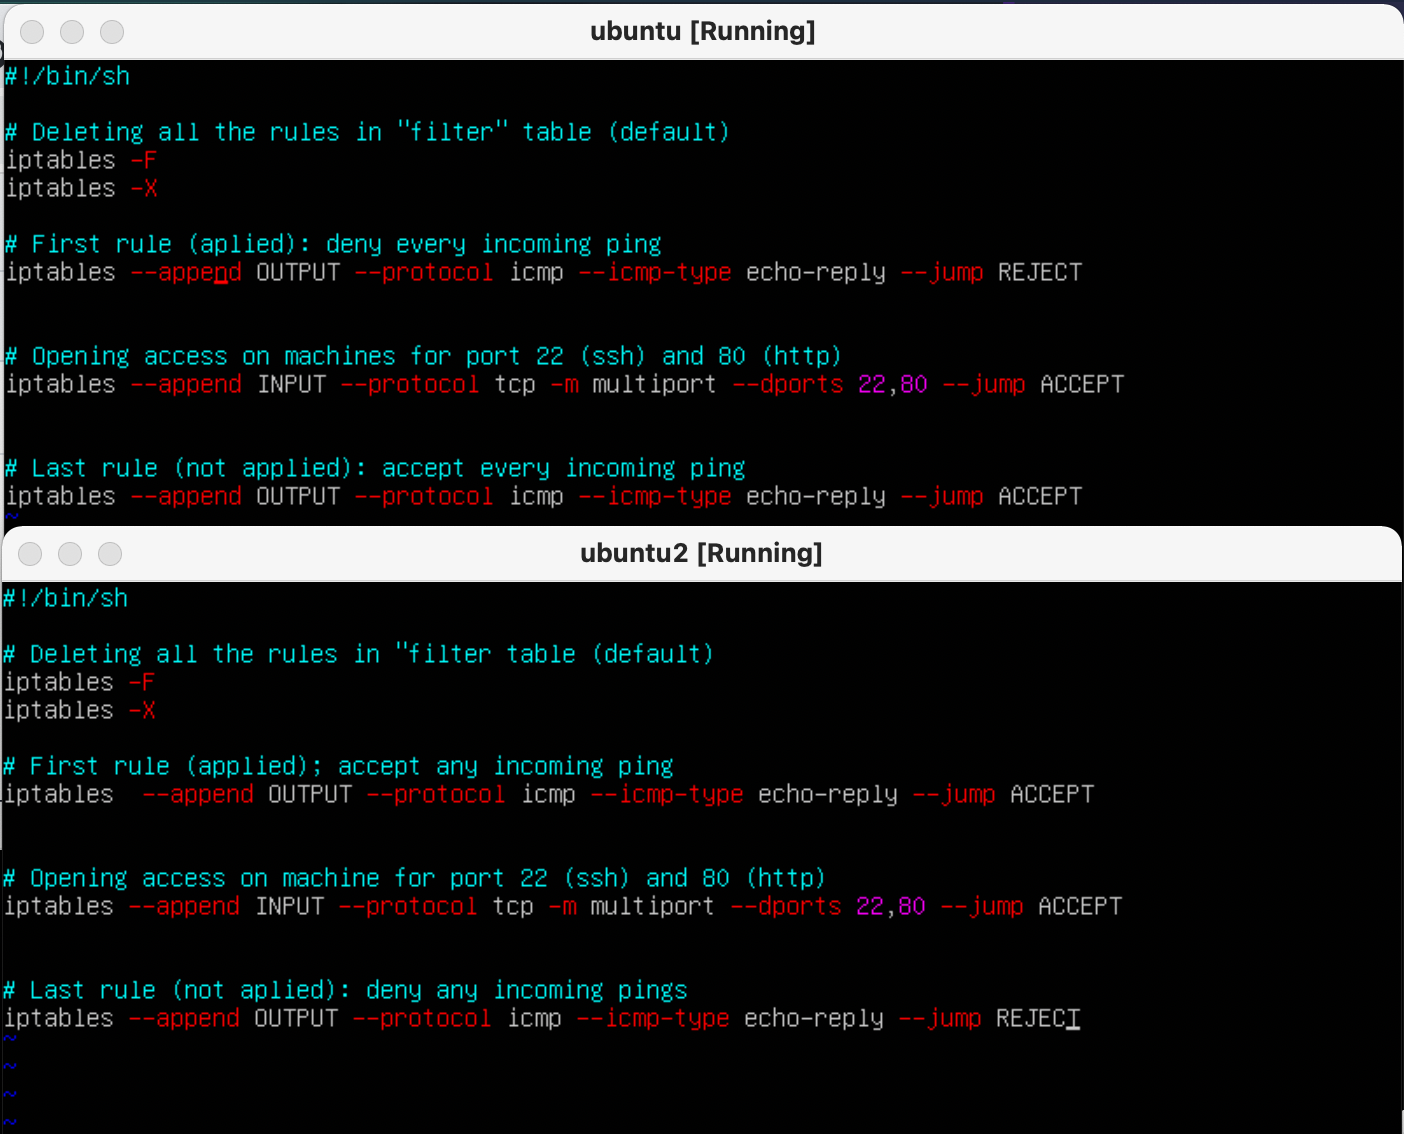 ubuntu [Running]
#!/bin/sh
# Deleting all the rules in "filter" table (default)
iptables -F
iptables -X
# First rule (aplied): deny every incoming ping
iptables --append OUTPUT --protocol icmp --icmp-type echo-reply --jump REJECT
# Opening access on machines for port 22 (ssh) and 80 (http)
iptables --append INPUT --protocol tcp -m multiport --dports 22,80 --jump ACCEPT
# Last rule (not applied): accept every incoming ping
iptables --append OUTPUT --protocol icmp --icmp-type echo-reply --jump ACCEPT
~
ubuntu2 [Running]
#!/bin/sh
# Deleting all the rules in "filter table (default)
iptables -F
iptables -X
# First rule (applied); accept any incoming ping
iptables  --append OUTPUT --protocol icmp --icmp-type echo-reply --jump ACCEPT
# Opening access on machine for port 22 (ssh) and 80 (http)
iptables --append INPUT --protocol tcp -m multiport --dports 22,80 --jump ACCEPT
# Last rule (not aplied): deny any incoming pings
iptables --append OUTPUT --protocol icmp --icmp-type echo-reply --jump REJECT
~
~
~
~